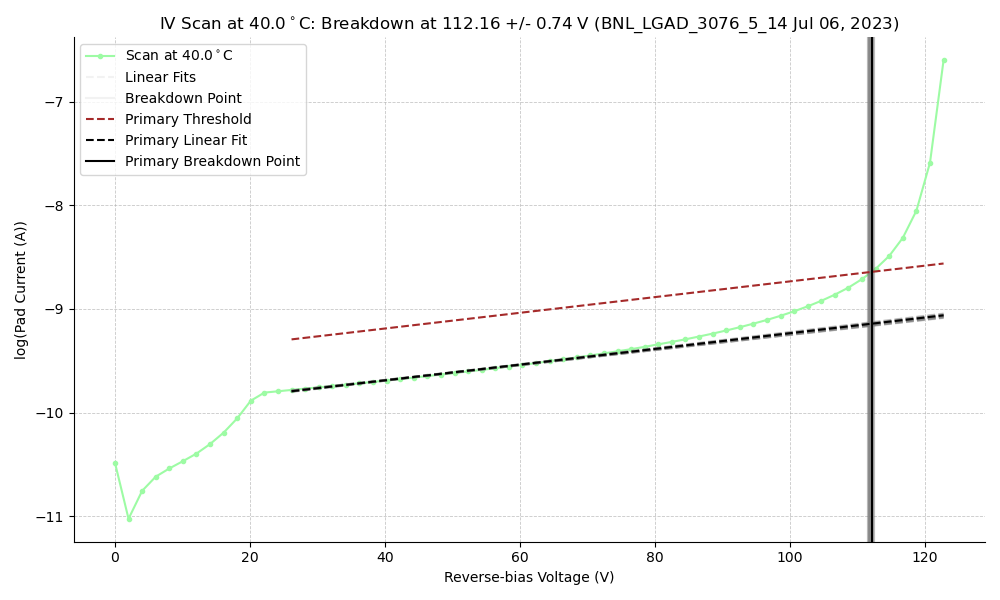 IV Scan at 40.0°C: Breakdown at 112.16 +/- 0.74 V (BNL_LGAD_3076_5_14 Jul 06, 2023)
Scan at 40.0°C
Linear Fits
Breakdown Point
Primary Threshold
Primary Linear Fit
Primary Breakdown Point
log(Pad Current (A))
−7
−8
−9
−10
−11
0 20 40 60 80 100 120
Reverse-bias Voltage (V)